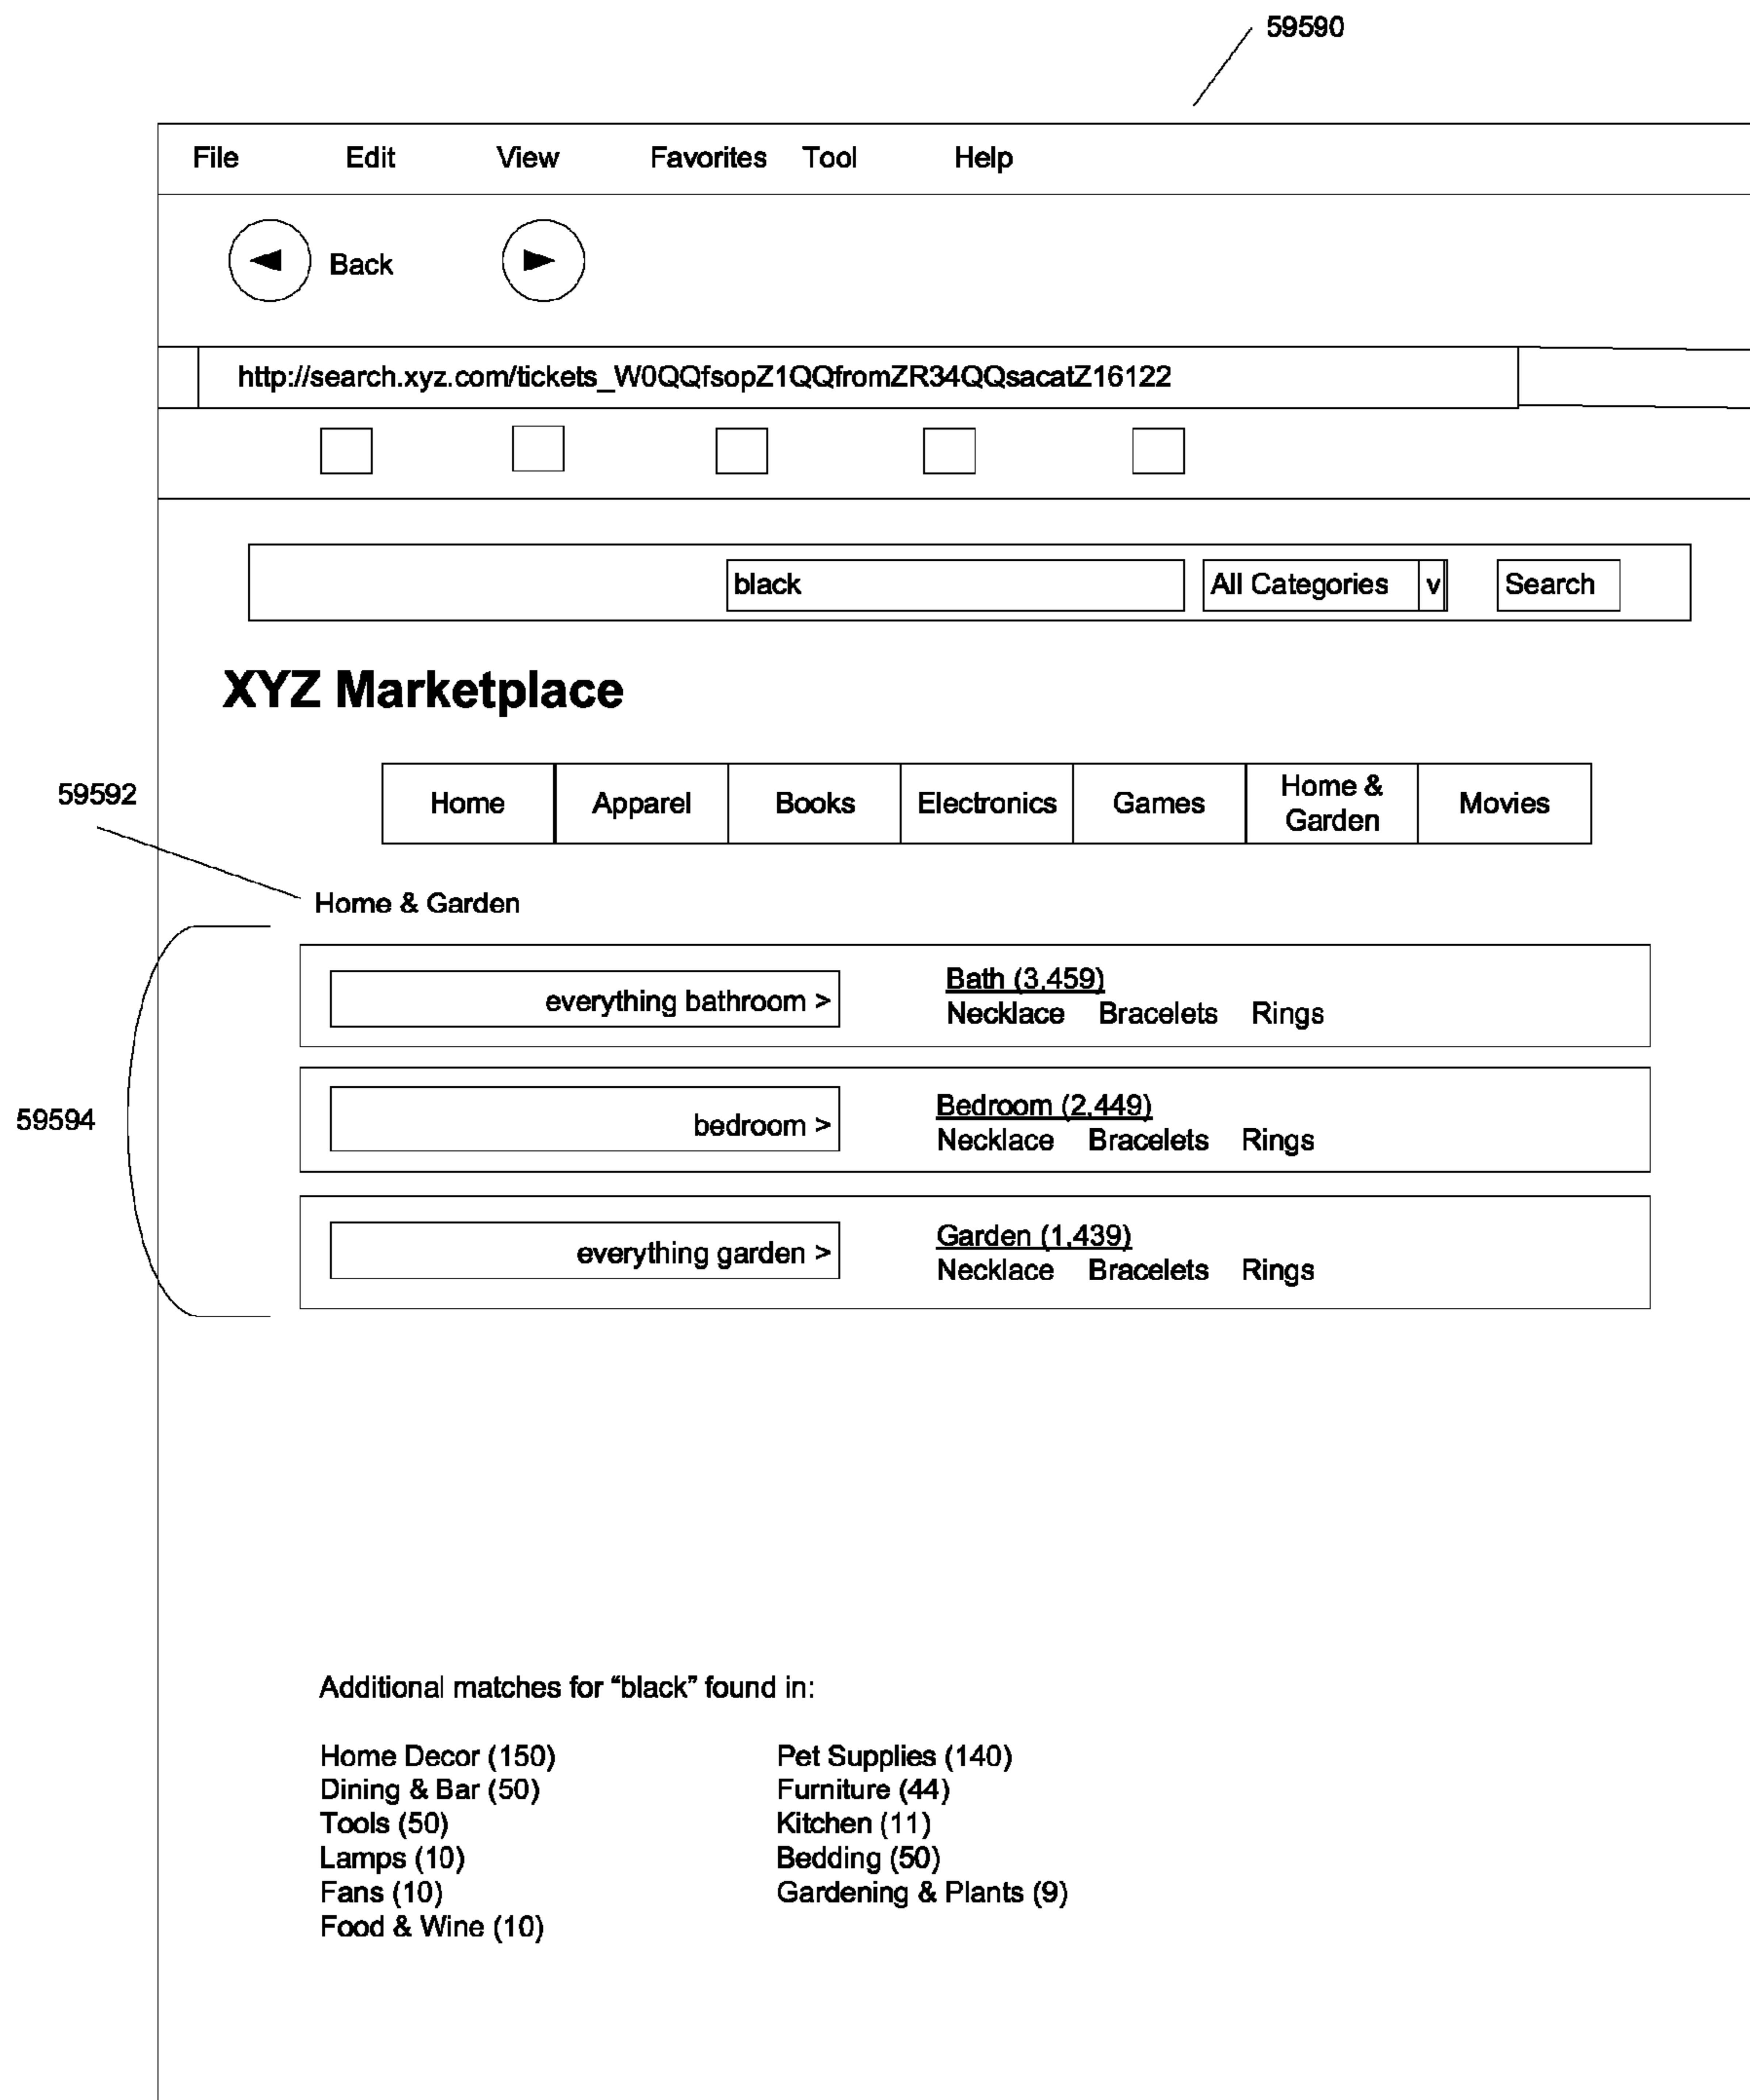 59590
File Edit View Favorites Tool Help
Back
http://search.xyz.com/tickets_W0QQfsopZ1QQfromZR34QQsacatZ16122
black All Categories v Search
XYZ Marketplace
59592
Home Apparel Books Electronics Games Home & Garden Movies
Home & Garden
59594
everything bathroom >
Bath (3,459)
Necklace Bracelets Rings
bedroom >
Bedroom (2,449)
Necklace Bracelets Rings
everything garden >
Garden (1,439)
Necklace Bracelets Rings
Additional matches for “black” found in:
Home Decor (150)
Dining & Bar (50)
Tools (50)
Lamps (10)
Fans (10)
Food & Wine (10)
Pet Supplies (140)
Furniture (44)
Kitchen (11)
Bedding (50)
Gardening & Plants (9)